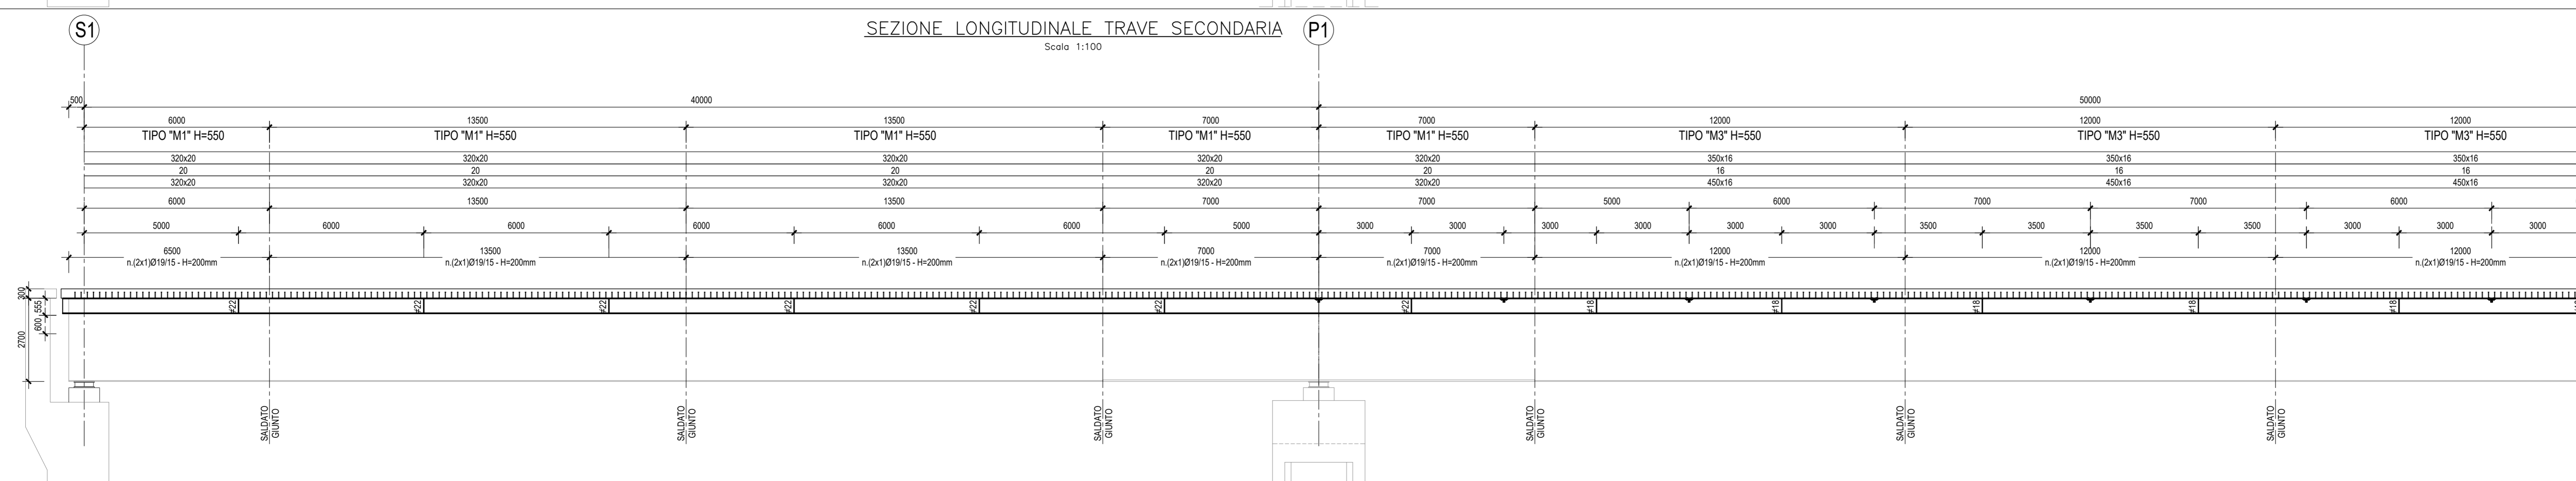 S1
SEZIONE LONGITUDINALE TRAVE SECONDARIA
P1
Scala 1:100
500 40000 50000
6000 13500 13500 7000 7000 12000 12000 12000
TIPO "M1" H=550 TIPO "M1" H=550 TIPO "M1" H=550 TIPO "M1" H=550 TIPO "M1" H=550 TIPO "M3" H=550 TIPO "M3" H=550 TIPO "M3" H=550
320x20 320x20 320x20 320x20 320x20 350x16 350x16 350x16
20 20 20 20 20 16 16 16
320x20 320x20 320x20 320x20 320x20 450x16 450x16 450x16
6000 13500 13500 7000 7000 5000 6000 7000 7000 6000
5000 6000 6000 6000 6000 6000 5000 3000 3000 3000 3000 3000 3000 3500 3500 3500 3500 3000 3000 3000
6500 13500 13500 7000 7000 12000 12000 12000
n.(2x1)Ø19/15 - H=200mm n.(2x1)Ø19/15 - H=200mm n.(2x1)Ø19/15 - H=200mm n.(2x1)Ø19/15 - H=200mm n.(2x1)Ø19/15 - H=200mm n.(2x1)Ø19/15 - H=200mm n.(2x1)Ø19/15 - H=200mm n.(2x1)Ø19/15 - H=200mm
300
555
600
2700
≠22 ≠22 ≠22 ≠22 ≠22 ≠22 ≠22 ≠18 ≠18 ≠18 ≠18 ≠18
GIUNTO
SALDATO
GIUNTO
SALDATO
GIUNTO
SALDATO
GIUNTO
SALDATO
GIUNTO
SALDATO
GIUNTO
SALDATO